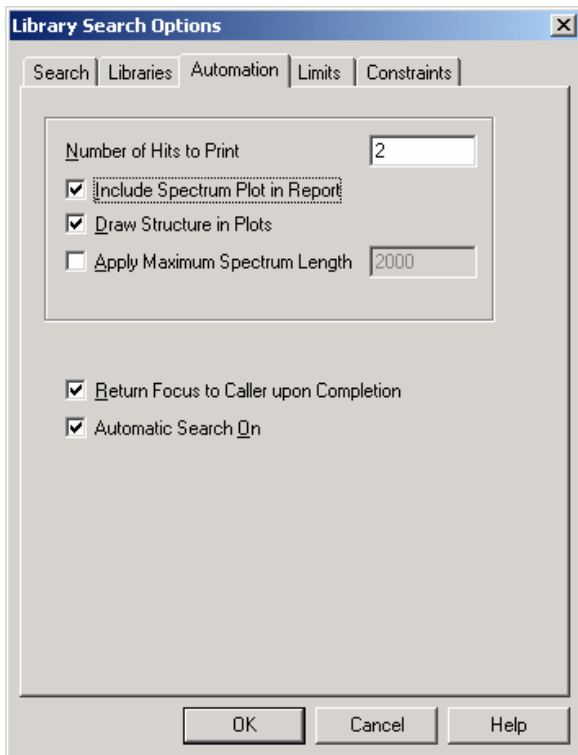 Library Search Options
Search Libraries Automation Limits Constraints
Number of Hits to Print 2
Include Spectrum Plot in Report
Draw Structure in Plots
Apply Maximum Spectrum Length 2000
Return Focus to Caller upon Completion
Automatic Search On
OK Cancel Help